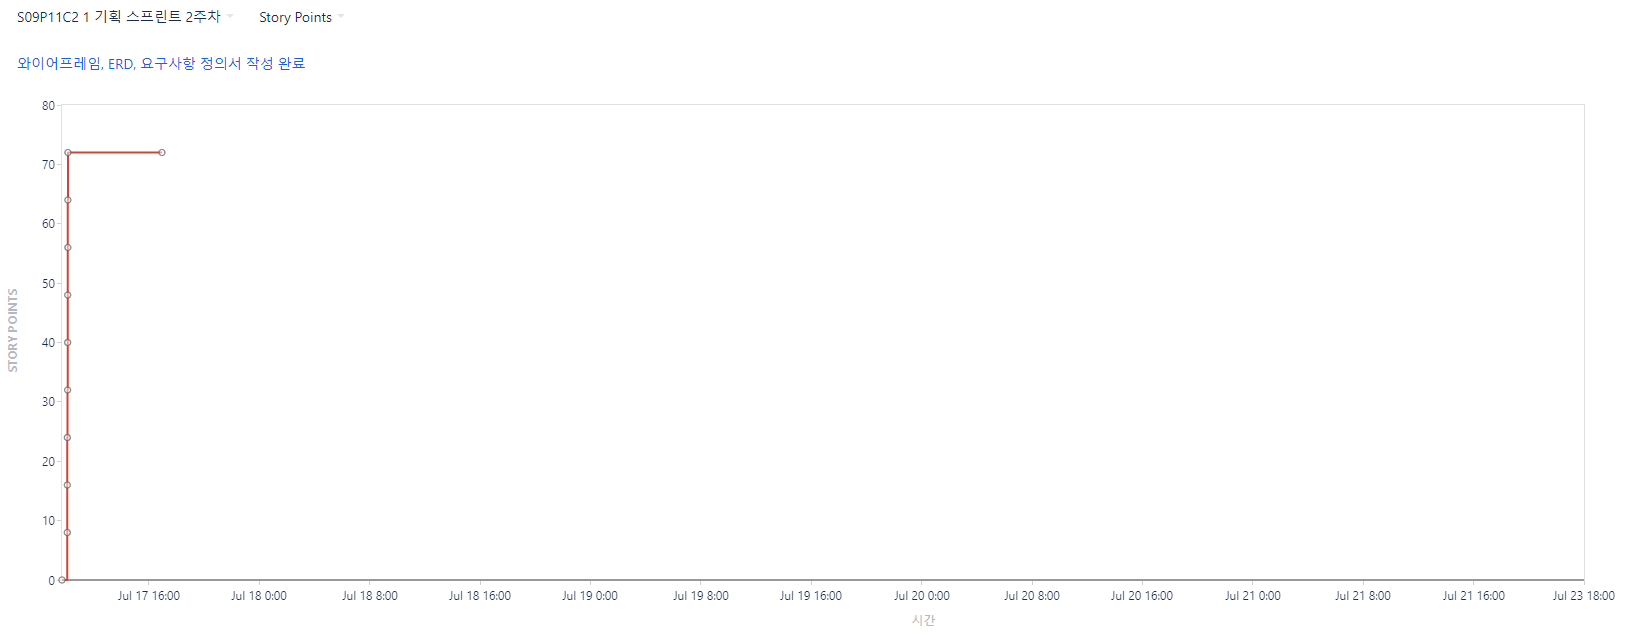 S09P11C2 1 기획 스프린트 2주차 Story Points
와이어프레임, ERD, 요구사항 정의서 작성 완료
80
70
60
50
40
30
20
10
0
STORY POINTS
Jul 17 16:00 Jul 18 0:00 Jul 18 8:00 Jul 18 16:00 Jul 19 0:00 Jul 19 8:00 Jul 19 16:00 Jul 20 0:00 Jul 20 8:00 Jul 20 16:00 Jul 21 0:00 Jul 21 8:00 Jul 21 16:00 Jul 23 18:00
시간